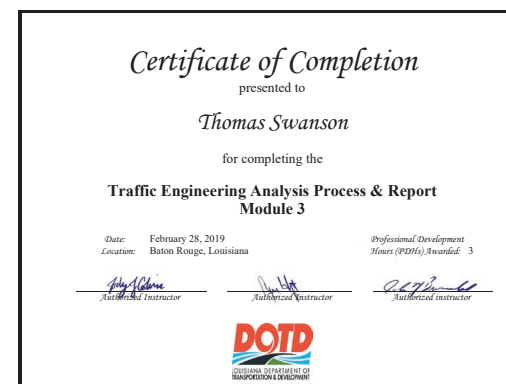 Certificate of Completion
presented to
Thomas Swanson
for completing the
Traffic Engineering Analysis Process & Report
Module 3
Date: February 28, 2019
Location: Baton Rouge, Louisiana
Professional Development
Hours (PDHs) Awarded: 3
Authorized Instructor
Authorized Instructor
Authorized instructor
DOTD
LOUISIANA DEPARTMENT OF
TRANSPORTATION & DEVELOPMENT